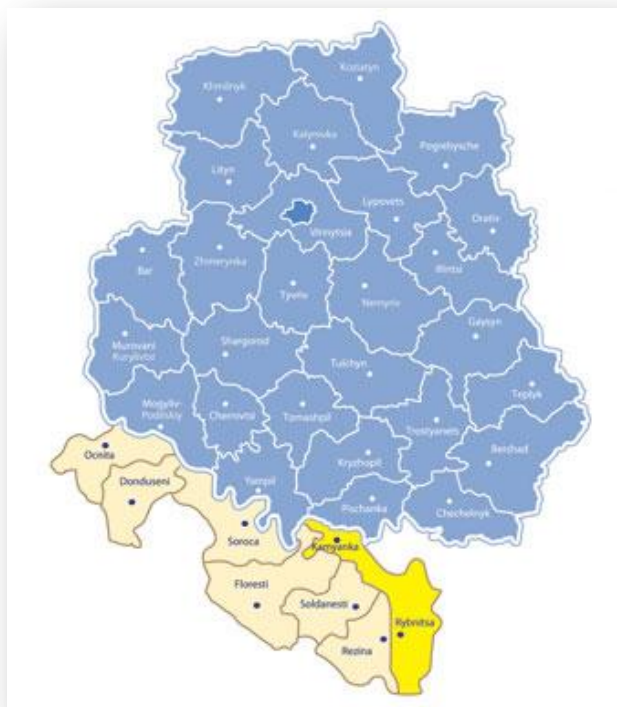 Koziatyn
Khmilnyk
Kalynivka
Pogrebysche
Lityn
Lypovets
Orativ
Vinnytsia
Zhmerynka
Illintsi
Bar
Tyvriv
Nemyriv
Gaysyn
Murovani
Kurylivtsi
Shargorod
Tulchyn
Teplyk
Mogyliv-
Podilskiy
Chernivtsi
Tomashpil
Trostyanets
Bershad
Ocnita
Kryzhopil
Donduseni
Yampil
Pischanka
Chechelnyk
Soroca
Kamyanka
Floresti
Soldanesti
Rybnitsa
Rezina